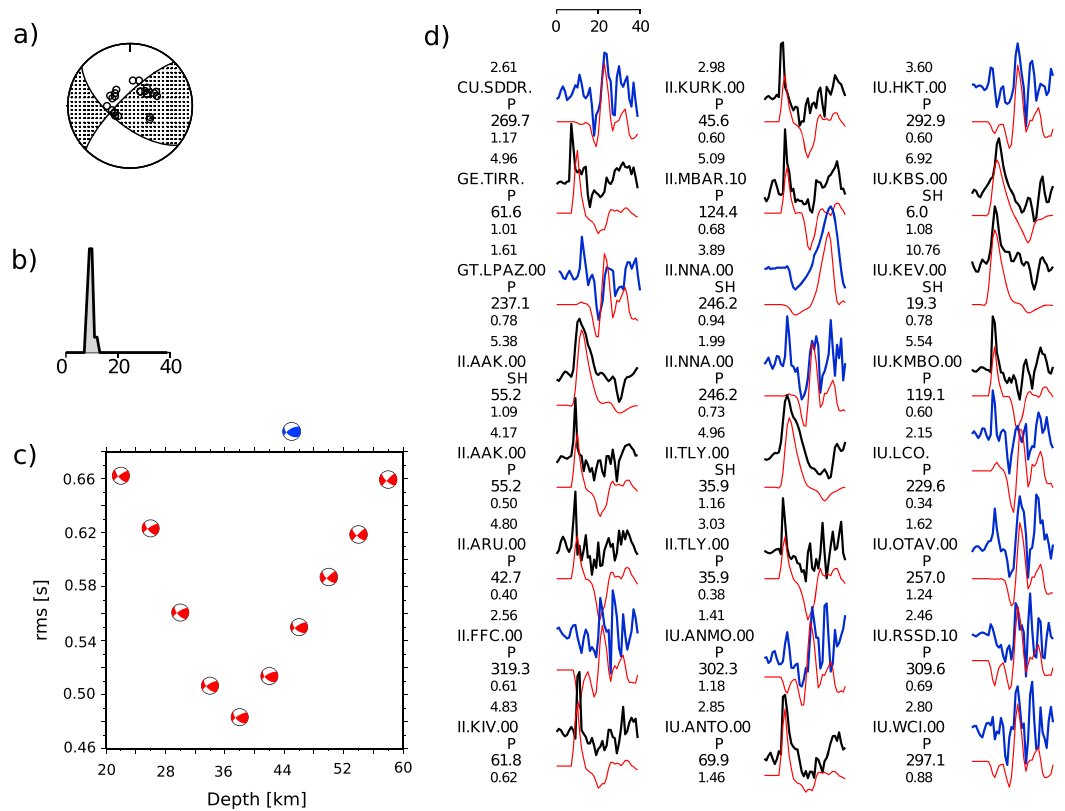 a)
b)
0 20 40
c)
rms [s]
0.66
0.62
0.58
0.54
0.50
0.46
20 28 36 44 52 60
Depth [km]
d)
0 20 40
2.61
CU.SDDR.
P
269.7
1.17
4.96
GE.TIRR.
P
61.6
1.01
1.61
GT.LPAZ.00
P
237.1
0.78
5.38
II.AAK.00
SH
55.2
1.09
4.17
II.AAK.00
P
55.2
0.50
4.80
II.ARU.00
P
42.7
0.40
2.56
II.FFC.00
P
319.3
0.61
4.83
II.KIV.00
P
61.8
0.62
2.98
II.KURK.00
P
45.6
0.60
5.09
II.MBAR.10
P
124.4
0.68
3.89
II.NNA.00
SH
246.2
0.94
1.99
II.NNA.00
P
246.2
0.73
4.96
II.TLY.00
SH
35.9
1.16
3.03
II.TLY.00
P
35.9
0.38
1.41
IU.ANMO.00
P
302.3
1.18
2.85
IU.ANTO.00
P
69.9
1.46
3.60
IU.HKT.00
P
292.9
0.60
6.92
IU.KBS.00
SH
6.0
1.08
10.76
IU.KEV.00
SH
19.3
0.78
5.54
IU.KMBO.00
P
119.1
0.60
2.15
IU.LCO.
P
229.6
0.34
1.62
IU.OTAV.00
P
257.0
1.24
2.46
IU.RSSD.10
P
309.6
0.69
2.80
IU.WCI.00
P
297.1
0.88